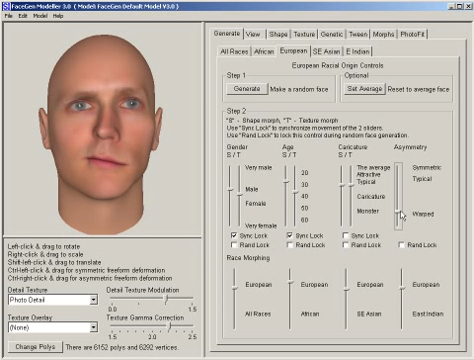 FaceGen Modeller 3.0 ( Model: FaceGen Default Model V3.0 )
File Edit Model Help
Generate View Shape Texture Genetic Tween Morphs PhotoFit
All Races African European SE Asian E Indian
European Racial Origin Controls
Step 1
Generate Make a random face
Optional
Set Average Reset to average face
Step 2
"S" - Shape morph, "T" - Texture morph
Use "Sync Lock" to synchronize movement of the 2 sliders.
Use "Rand Lock" to lock this control during random face generation.
Gender Age Caricature Asymmetry
S / T S / T S / T
Very male
Male
Female
Very female
20
30
40
50
60
The average
Attractive
Typical
Caricature
Monster
Symmetric
Typical
Warped
Sync Lock Sync Lock Sync Lock
Rand Lock Rand Lock Rand Lock Rand Lock
Race Morphing
European European European European
All Races African SE Asian East Indian
Left-click & drag to rotate
Right-click & drag to scale
Shift-left-click & drag to translate
Ctrl-left-click & drag for symmetric freeform deformation
Ctrl-right-click & drag for asymmetric freeform deformation
Detail Texture Detail Texture Modulation
Photo Detail
0.0 1.5
Texture Overlay Texture Gamma Correction
(None)
1.5 2.0 2.5
Change Polys There are 6152 polys and 6292 vertices.